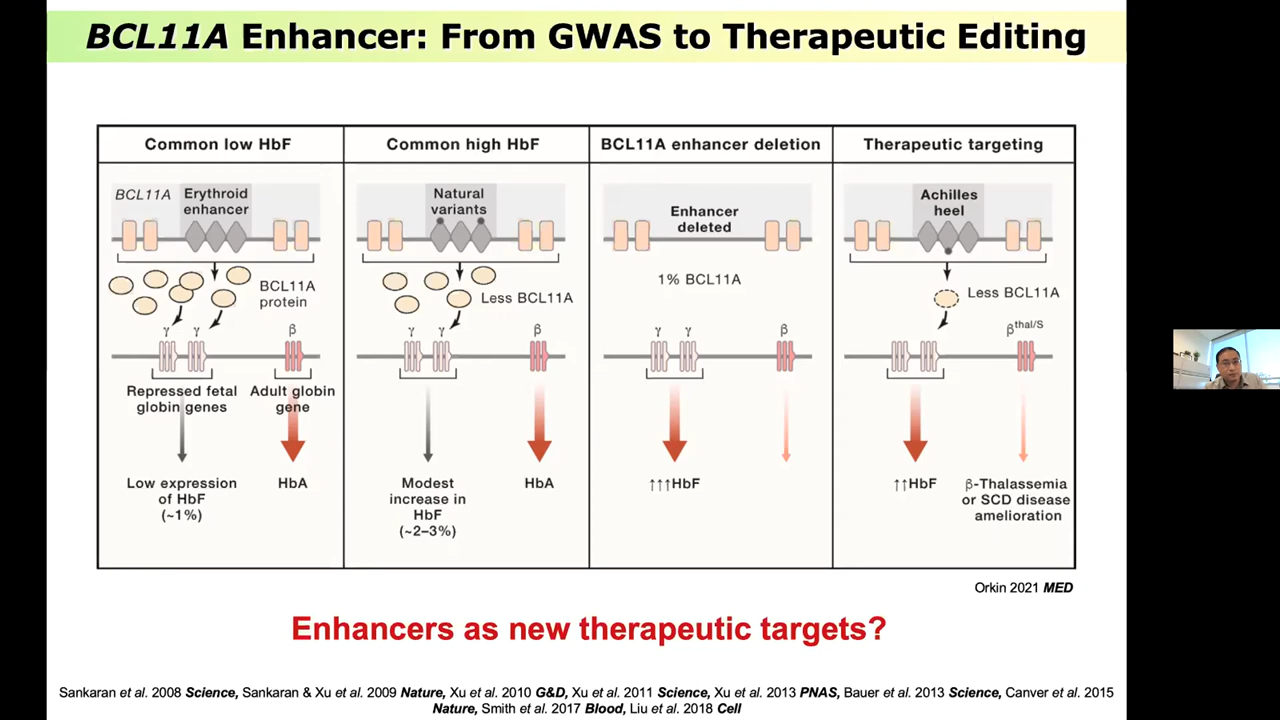 BCL11A Enhancer: From GWAS to Therapeutic Editing
Common low HbF
Common high HbF
BCL11A enhancer deletion
Therapeutic targeting
BCL11A
Erythroid
enhancer
BCL11A
protein
γ
γ
β
Repressed fetal
globin genes
Adult globin
gene
Low expression
of HbF
(~1%)
HbA
Natural
variants
Less BCL11A
γ
γ
β
Modest
increase in
HbF
(~2–3%)
HbA
Enhancer
deleted
1% BCL11A
γ
γ
β
↑↑↑HbF
Achilles
heel
Less BCL11A
βthal/S
↑↑HbF
β-Thalassemia
or SCD disease
amelioration
Orkin 2021 MED
Enhancers as new therapeutic targets?
Sankaran et al. 2008 Science, Sankaran & Xu et al. 2009 Nature, Xu et al. 2010 G&D, Xu et al. 2011 Science, Xu et al. 2013 PNAS, Bauer et al. 2013 Science, Canver et al. 2015
Nature, Smith et al. 2017 Blood, Liu et al. 2018 Cell